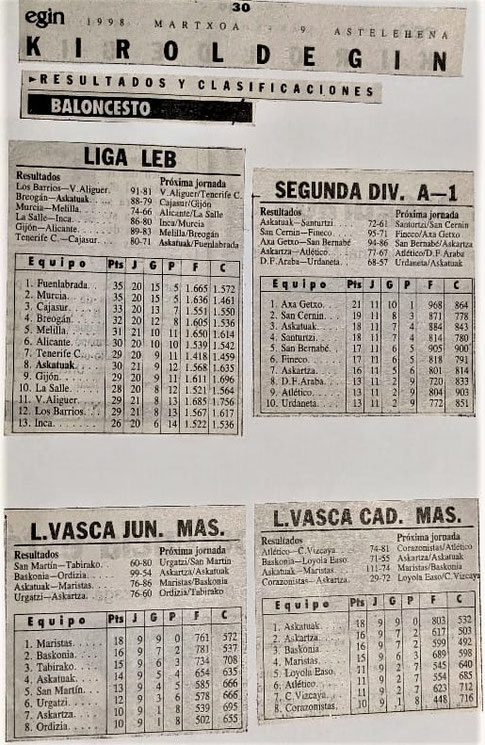 30
egin 1998 MARTXOA - 9 ASTELEHENA
KIROLDEGIN
►RESULTADOS Y CLASIFICACIONES
BALONCESTO
LIGA LEB
Resultados Próxima jornada
Los Barrios—V.Aliguer. 91-81 V.Aliguer/Tenerife C.
Breogán—Askatuak. 88-79 Cajasur/Gijón
Murcia—Melilla. 74-66 Alicante/La Salle
La Salle—Inca. 86-80 Inca/Murcia
Gijón—Alicante. 89-83 Melilla/Breogán
Tenerife C.—Cajasur. 80-71 Askatuak/Fuenlabrada
Equipo Pts J G P F C
1. Fuenlabrada. 35 20 15 5 1.665 1.572
2. Murcia. 35 20 15 5 1.636 1.461
3. Cajasur. 33 20 13 7 1.551 1.550
4. Breogán. 32 20 12 8 1.605 1.536
5. Melilla. 31 21 10 11 1.650 1.614
6. Alicante. 30 20 10 10 1.539 1.542
7. Tenerife C. 29 20 9 11 1.418 1.459
8. Askatuak. 30 21 9 12 1.568 1.635
9. Gijón. 29 20 9 11 1.611 1.696
10. La Salle. 28 20 8 12 1.521 1.564
11. V.Aliguer. 29 21 8 13 1.685 1.756
12. Los Barrios. 29 21 8 13 1.567 1.617
13. Inca. 26 20 6 14 1.522 1.536
SEGUNDA DIV. A—1
Resultados Próxima jornada
Askatuak—Santurtzi. 72-61 Santurtzi/San Cernin
San Cernin—Fineco. 95-71 Fineco/Axa Getxo
Axa Getxo—San Bernabé 94-86 San Bernabé/Askartza
Askartza—Atlético. 77-67 Atlético/D.F.Araba
D.F.Araba—Urdaneta. 68-57 Urdaneta/Askatuak
Equipo Pts J G P F C
1. Axa Getxo. 21 11 10 1 968 864
2. San Cernin. 19 11 8 3 871 778
3. Askatuak. 18 11 7 4 884 843
4. Santurtzi. 18 11 7 4 814 780
5. San Bernabé. 17 11 6 5 905 900
6. Fineco. 17 11 6 5 818 791
7. Askartza. 16 11 5 6 801 814
8. D.F.Araba. 13 11 2 9 720 833
9. Atlético. 13 11 2 9 804 903
10. Urdaneta. 13 11 2 9 772 851
L.VASCA JUN. MAS.
Resultados Próxima jornada
San Martín—Tabirako. 60-80 Urgatzi/San Martín
Baskonia—Ordizia. 99-54 Askartza/Askatuak
Askatuak—Maristas. 76-86 Maristas/Baskonia
Urgatzi—Askartza. 76-60 Ordizia/Tabirako
Equipo Pts J G P F C
1. Maristas. 18 9 9 0 761 572
2. Baskonia. 16 9 7 2 781 537
3. Tabirako. 15 9 6 3 734 708
4. Askatuak. 14 9 5 4 654 635
5. San Martín. 13 9 4 5 585 666
6. Urgatzi. 12 9 3 6 578 666
7. Askartza. 10 9 1 8 539 695
8. Ordizia. 10 9 1 8 502 655
L.VASCA CAD. MAS.
Resultados Próxima jornada
Atlético—C.Vizcaya. 74-81 Corazonistas/Atlético
Baskonia—Loyola Easo. 71-55 Askartza/Askatuak
Askatuak—Maristas. 111-74 Maristas/Baskonia
Corazonistas—Askartza. 29-72 Loyola Easo/C.Vizcaya
Equipo Pts J G P F C
1. Askatuak. 18 9 9 0 803 532
2. Askartza. 16 9 7 2 617 503
3. Baskonia. 16 9 7 2 599 492
4. Maristas. 15 9 6 3 689 598
5. Loyola Easo. 11 9 2 7 545 640
6. Atlético. 11 9 2 7 554 685
7. C.Vizcaya. 11 9 2 7 623 712
8. Corazonistas. 10 9 1 8 448 716